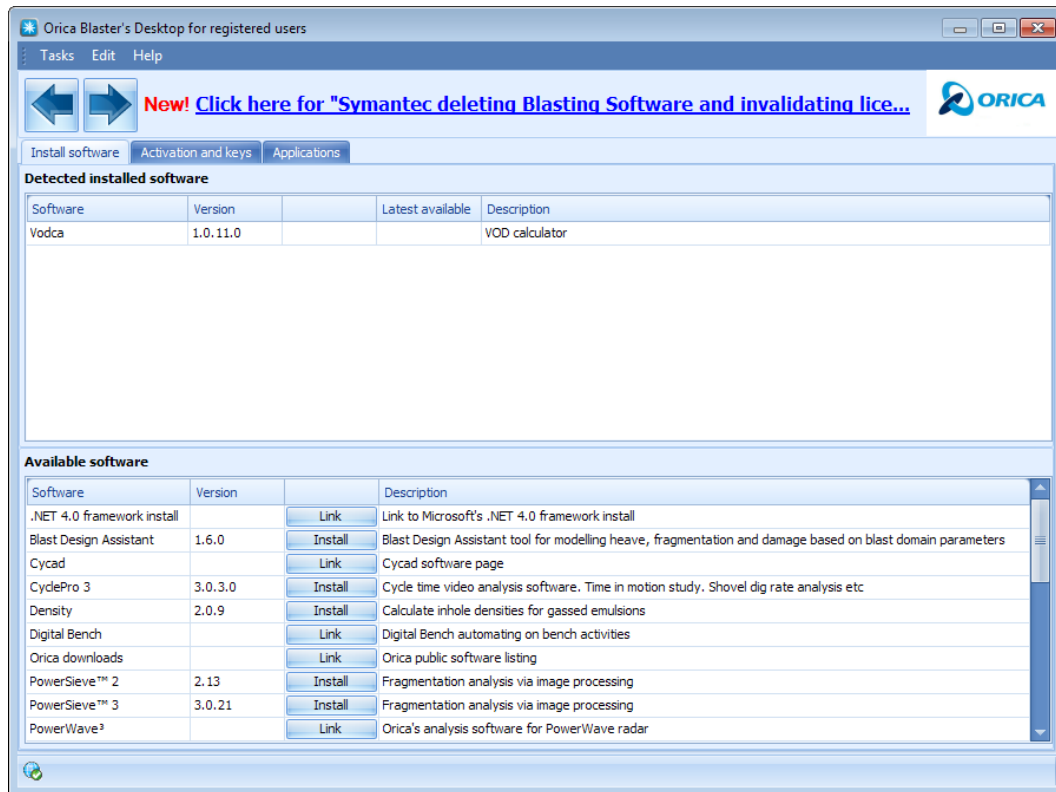 Orica Blaster's Desktop for registered users
Tasks Edit Help
New! Click here for "Symantec deleting Blasting Software and invalidating lice...
ORICA
Install software Activation and keys Applications
Detected installed software
Software Version Latest available Description
Vodca 1.0.11.0 VOD calculator
Available software
Software Version Description
.NET 4.0 framework install Link Link to Microsoft's .NET 4.0 framework install
Blast Design Assistant 1.6.0 Install Blast Design Assistant tool for modelling heave, fragmentation and damage based on blast domain parameters
Cycad Link Cycad software page
CyclePro 3 3.0.3.0 Install Cycle time video analysis software. Time in motion study. Shovel dig rate analysis etc
Density 2.0.9 Install Calculate inhole densities for gassed emulsions
Digital Bench Link Digital Bench automating on bench activities
Orica downloads Link Orica public software listing
PowerSieve™ 2 2.13 Install Fragmentation analysis via image processing
PowerSieve™ 3 3.0.21 Install Fragmentation analysis via image processing
PowerWave³ Link Orica's analysis software for PowerWave radar